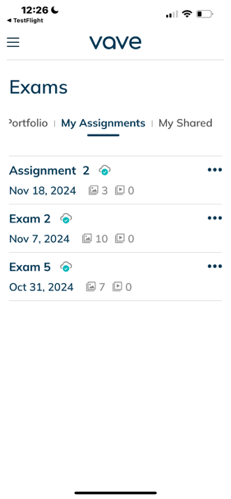 12:26
TestFlight
vave
Exams
Portfolio | My Assignments | My Shared
Assignment 2
Nov 18, 2024 3 0
Exam 2
Nov 7, 2024 10 0
Exam 5
Oct 31, 2024 7 0